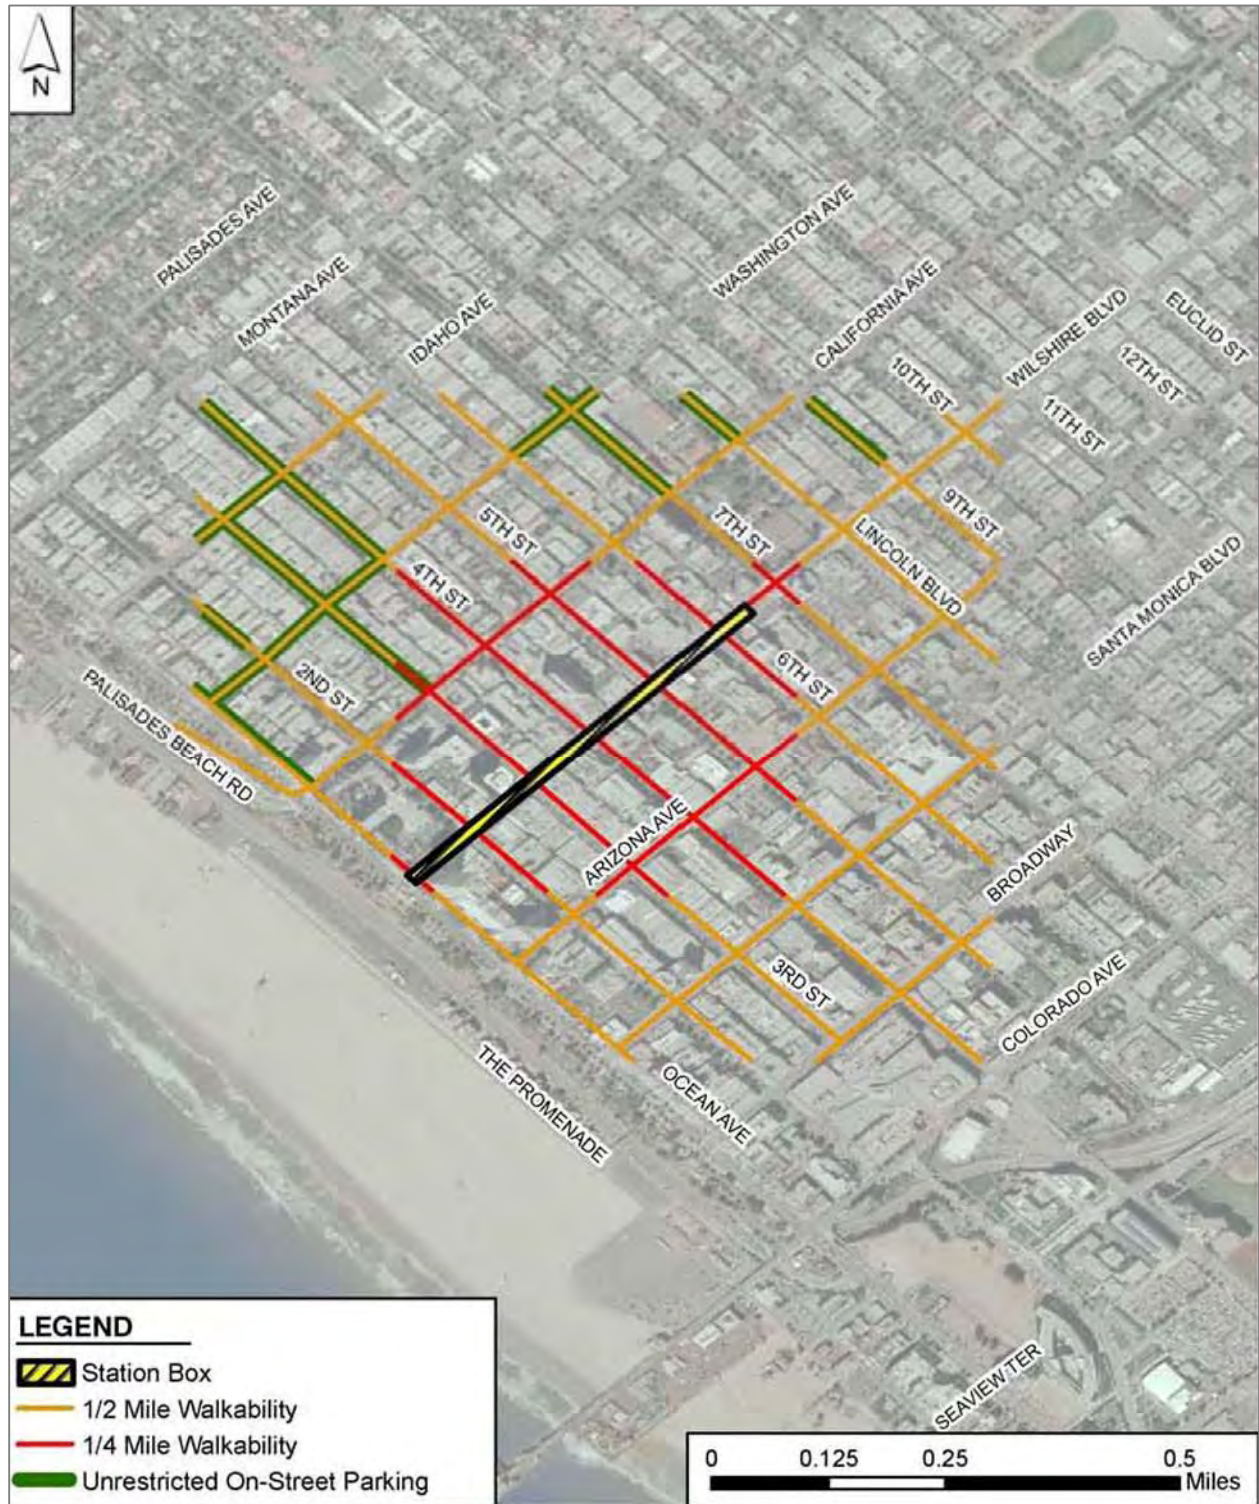 N
PALISADES AVE
MONTANA AVE
IDAHO AVE
WASHINGTON AVE
CALIFORNIA AVE
WILSHIRE BLVD
EUCLID ST
12TH ST
11TH ST
10TH ST
9TH ST
LINCOLN BLVD
SANTA MONICA BLVD
7TH ST
5TH ST
4TH ST
6TH ST
2ND ST
PALISADES BEACH RD
ARIZONA AVE
BROADWAY
3RD ST
COLORADO AVE
THE PROMENADE
OCEAN AVE
SEAVIEW TER
LEGEND
Station Box
1/2 Mile Walkability
1/4 Mile Walkability
Unrestricted On-Street Parking
0 0.125 0.25 0.5
Miles